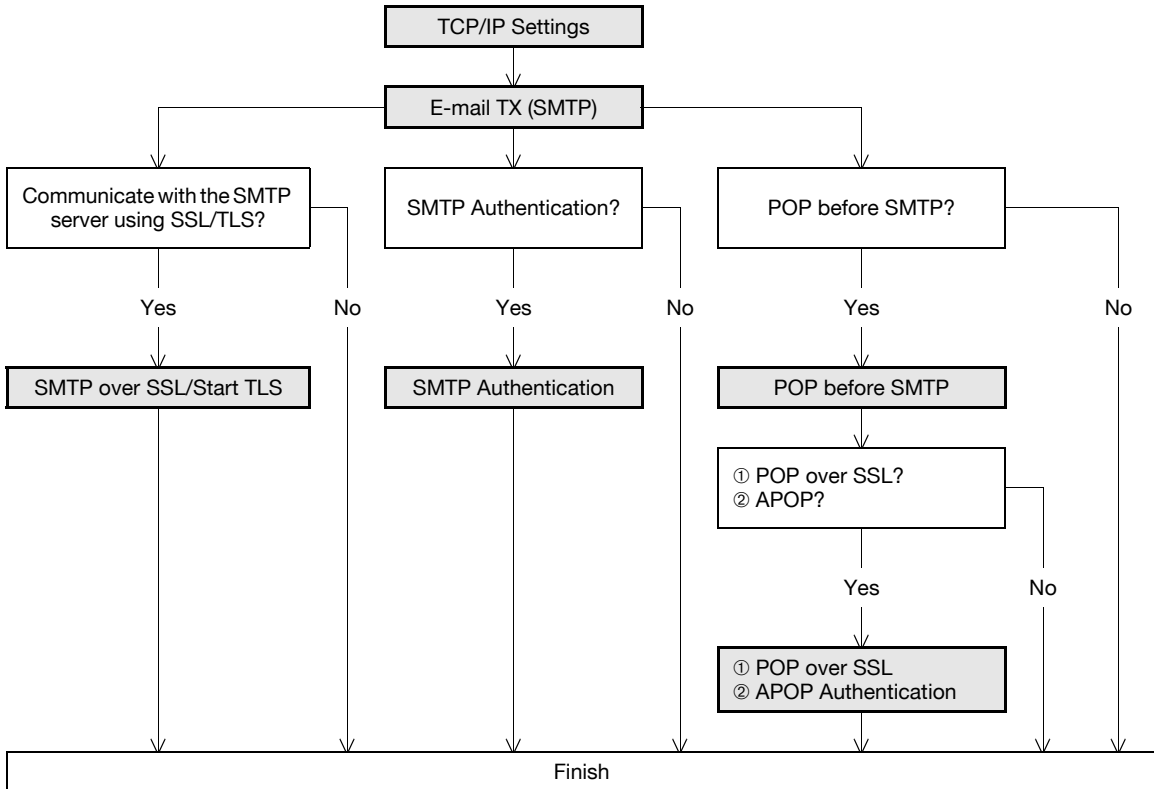 TCP/IP Settings
E-mail TX (SMTP)
Communicate with the SMTP
server using SSL/TLS?
SMTP Authentication?
POP before SMTP?
Yes
No
Yes
No
Yes
No
SMTP over SSL/Start TLS
SMTP Authentication
POP before SMTP
① POP over SSL?
② APOP?
Yes
No
① POP over SSL
② APOP Authentication
Finish